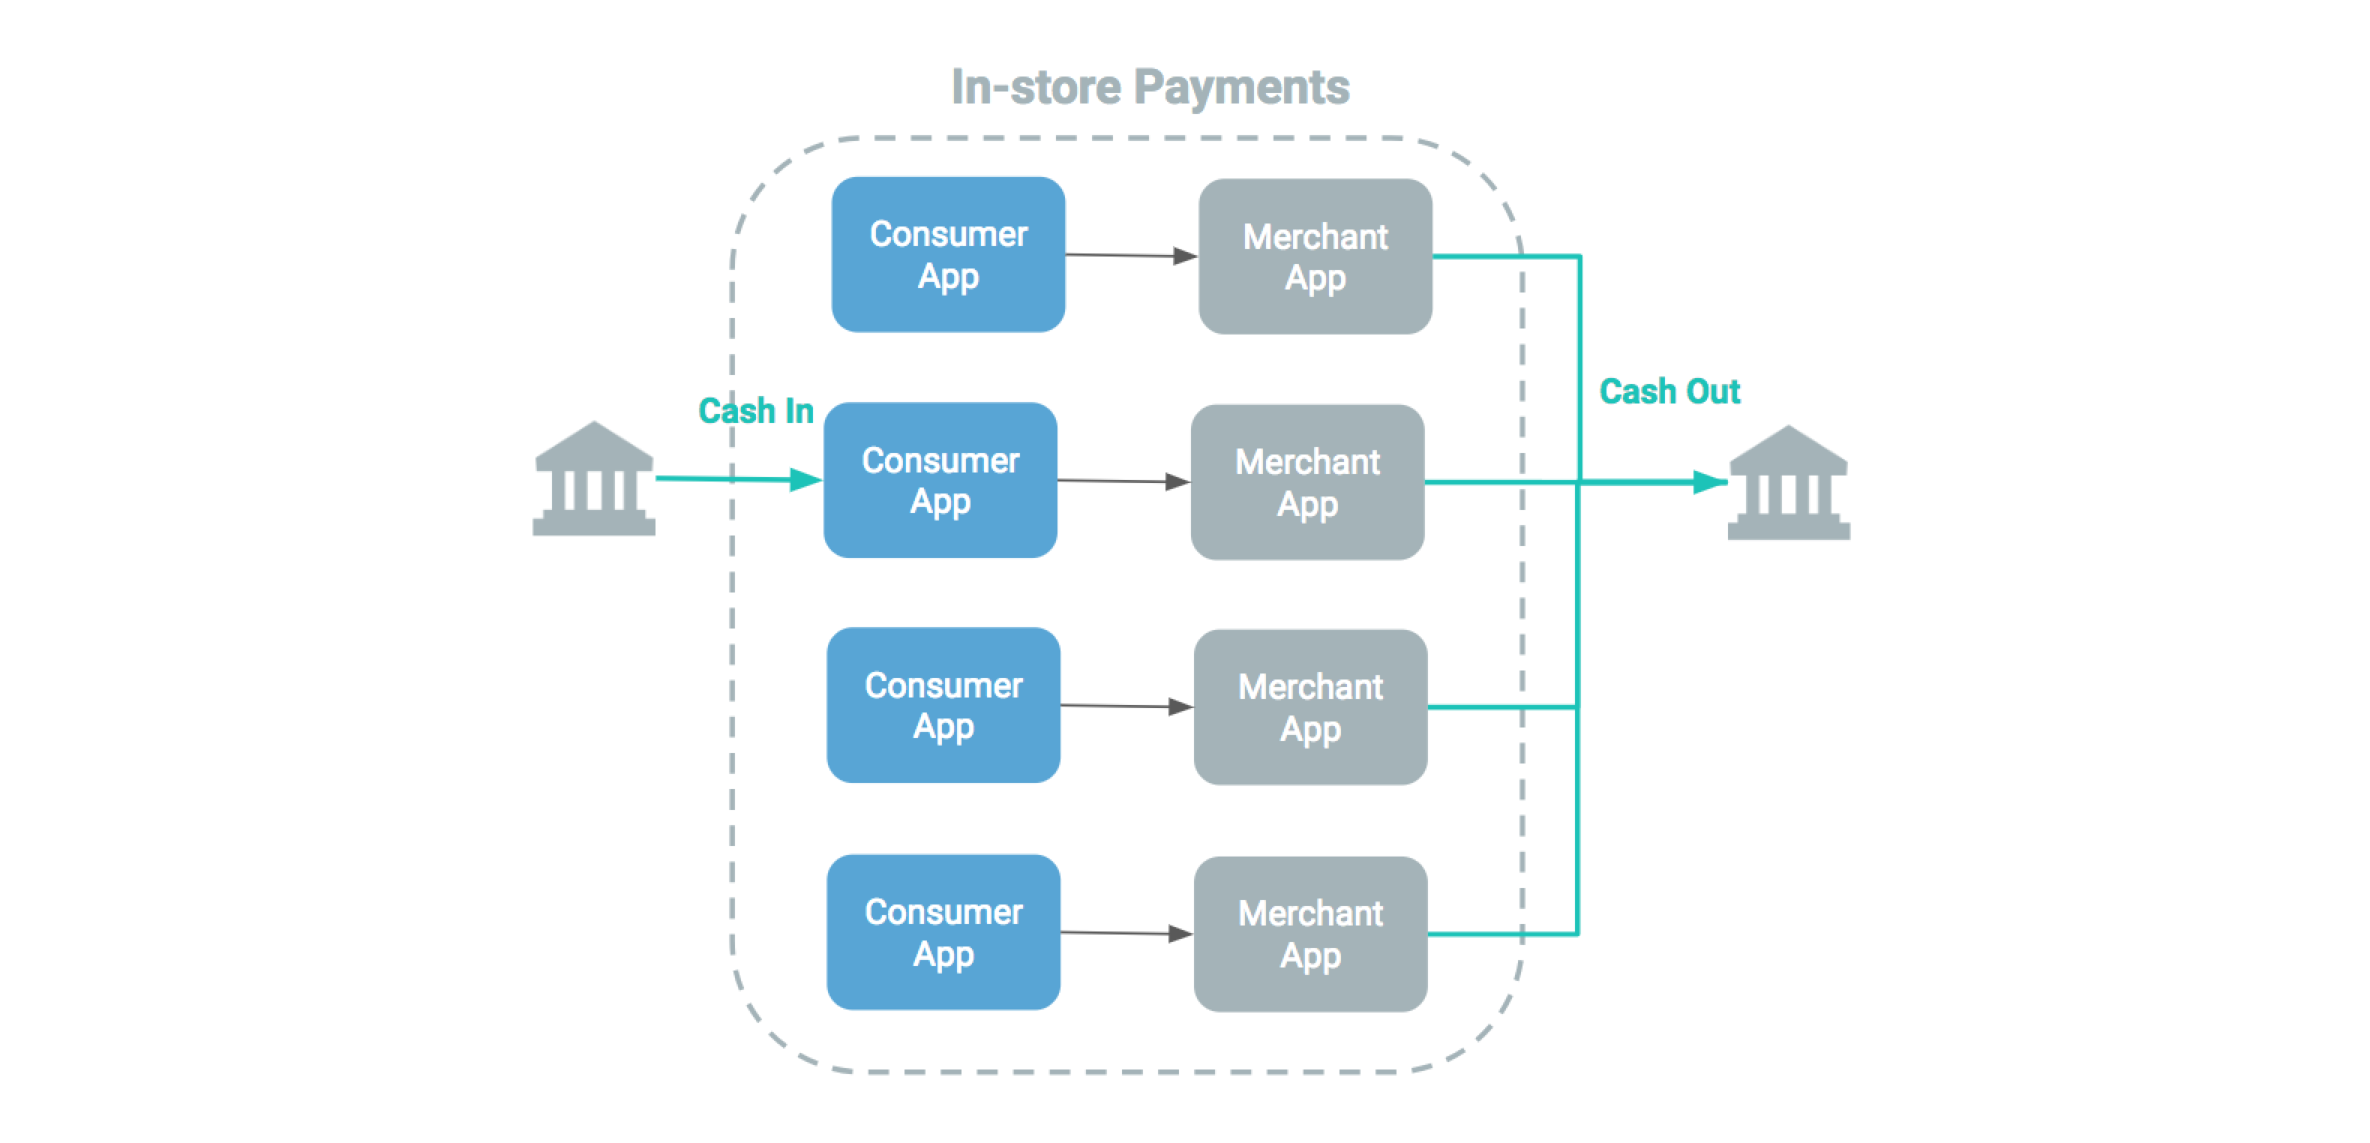 In-store Payments
Consumer
App
Merchant
App
Cash In
Consumer
App
Merchant
App
Cash Out
Consumer
App
Merchant
App
Consumer
App
Merchant
App